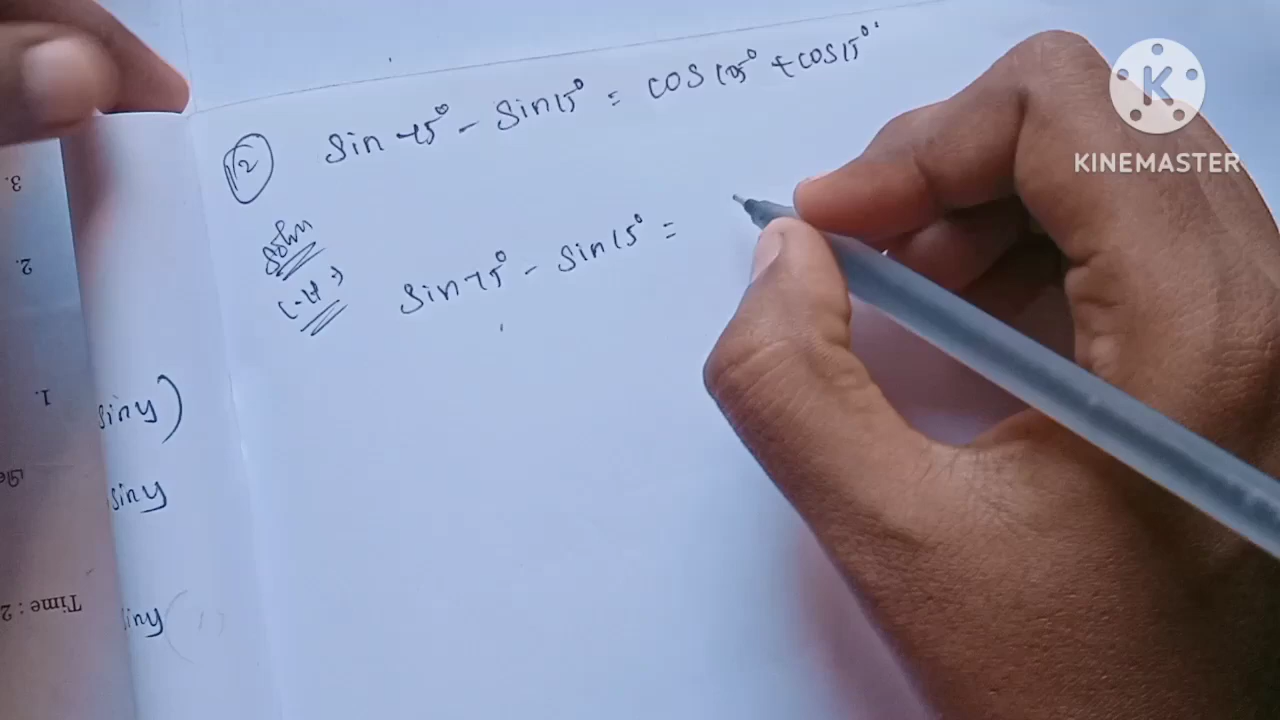 (12) sin 75° - sin 15° = cos 105° + cos 15°.
Soln
L.H.S
sin 75° - sin 15° =
siny)
siny
siny (
3.
2.
1.
Time : 2
KINEMASTER